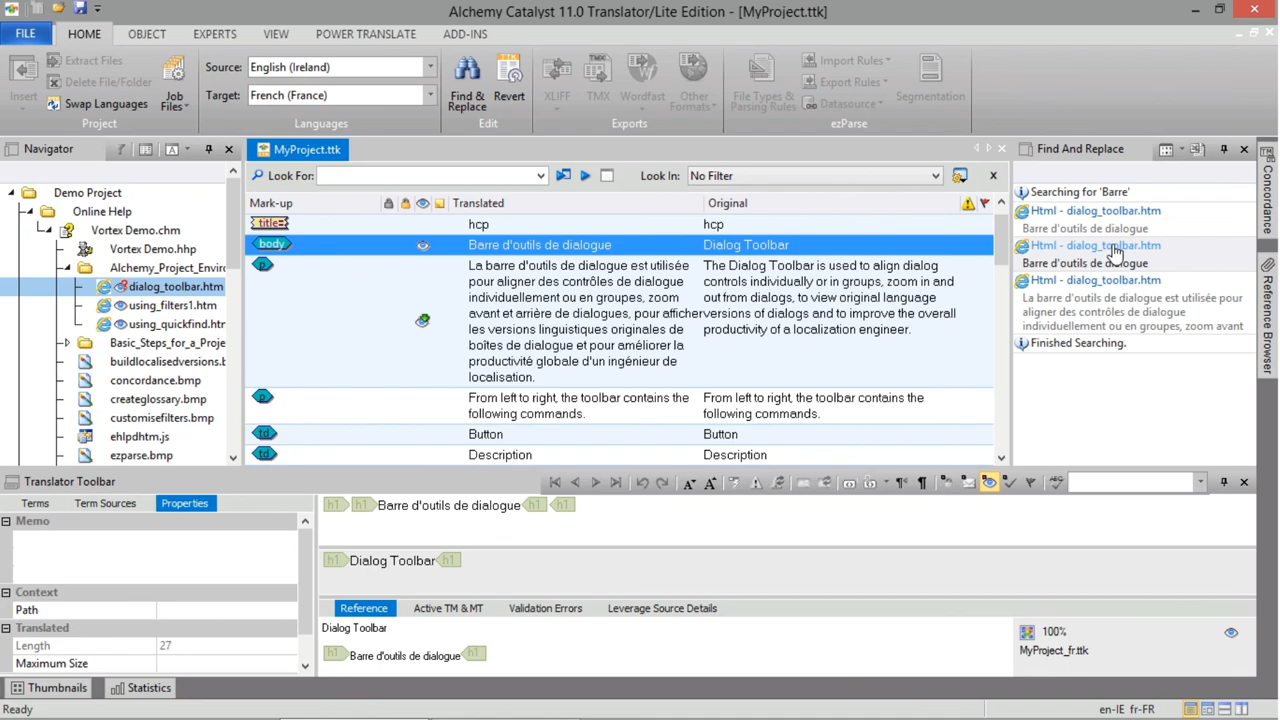 Alchemy Catalyst 11.0 Translator/Lite Edition - [MyProject.ttk]
FILE HOME OBJECT EXPERTS VIEW POWER TRANSLATE ADD-INS
Insert
Extract Files
Delete File/Folder
Swap Languages
Job Files
Project
Source: English (Ireland)
Target: French (France)
Languages
Find & Replace
Revert
Edit
XLIFF
TMX
Wordfast
Other Formats
Exports
File Types & Parsing Rules
Import Rules
Export Rules
Datasource
Segmentation
ezParse
Navigator
Demo Project
Online Help
Vortex Demo.chm
Vortex Demo.hhp
Alchemy_Project_Enviro
dialog_toolbar.htm
using_filters1.htm
using_quickfind.htm
Basic_Steps_for_a_Proje
buildlocalisedversions.b
concordance.bmp
createglossary.bmp
customisefilters.bmp
ehlpdhtm.js
ezparse.bmp
MyProject.ttk
Look For:
Look In: No Filter
Mark-up Translated Original
title= hcp hcp
body Barre d'outils de dialogue Dialog Toolbar
p
La barre d'outils de dialogue est utilisée
pour aligner des contrôles de dialogue
individuellement ou en groupes, zoom
avant et arrière de dialogues, pour afficher
les versions linguistiques originales de
boîtes de dialogue et pour améliorer la
productivité globale d'un ingénieur de
localisation.
The Dialog Toolbar is used to align dialog
controls individually or in groups, zoom in and
out from dialogs, to view original language
versions of dialogs and to improve the overall
productivity of a localization engineer.
p
From left to right, the toolbar contains the
following commands.
From left to right, the toolbar contains the
following commands.
td Button Button
td Description Description
Find And Replace
Searching for 'Barre'
Html - dialog_toolbar.htm
Barre d'outils de dialogue
Html - dialog_toolbar.htm
Barre d'outils de dialogue
Html - dialog_toolbar.htm
La barre d'outils de dialogue est utilisée pour
aligner des contrôles de dialogue
individuellement ou en groupes, zoom avant
Finished Searching.
TM Concordance
Reference Browser
Translator Toolbar
Terms Term Sources Properties
Memo
Context
Path
Translated
Length 27
Maximum Size
h1 h1 Barre d'outils de dialogue h1 h1
h1 Dialog Toolbar h1
Reference Active TM & MT Validation Errors Leverage Source Details
Dialog Toolbar
h1 Barre d'outils de dialogue h1
100%
MyProject_fr.ttk
Thumbnails Statistics
Ready
en-IE fr-FR